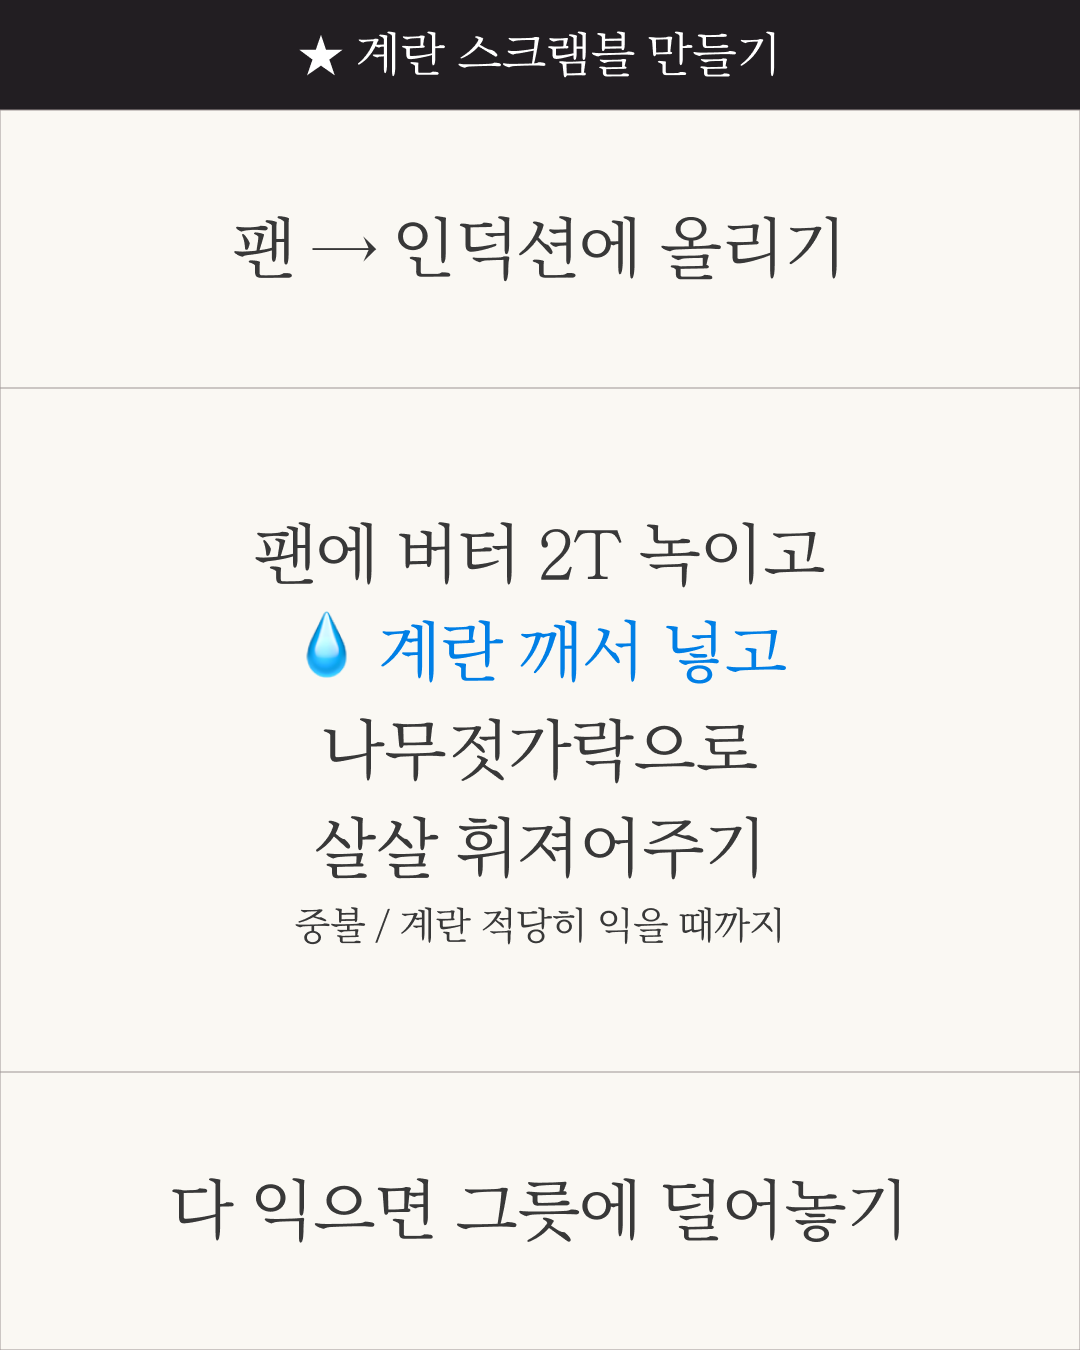 ★ 계란 스크램블 만들기
팬 → 인덕션에 올리기
팬에 버터 2T 녹이고
💧 계란 깨서 넣고
나무젓가락으로
살살 휘져어주기
중불 / 계란 적당히 익을 때까지
다 익으면 그릇에 덜어놓기